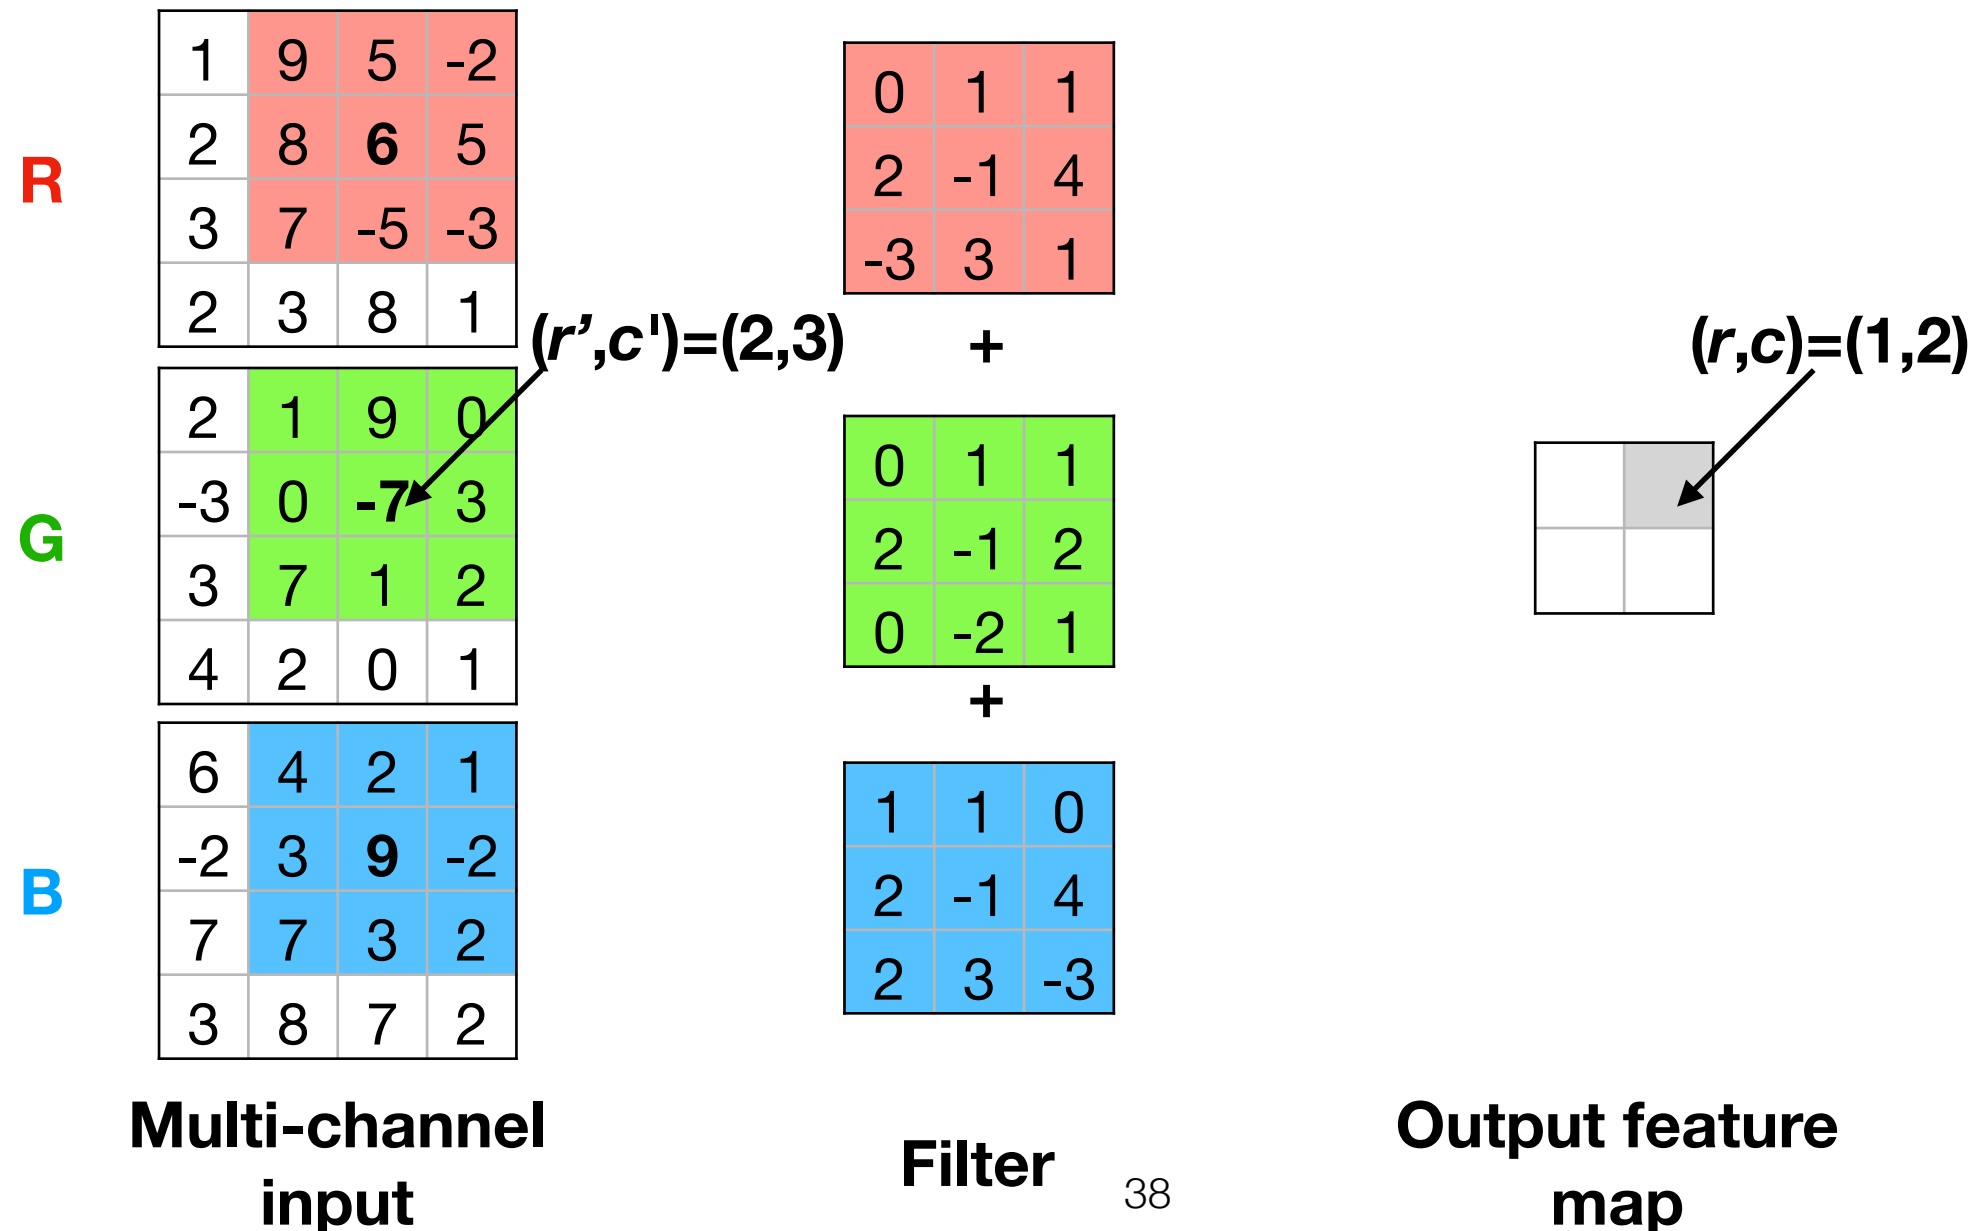 R
1 9 5 -2
2 8 6 5
3 7 -5 -3
2 3 8 1
(r’,c')=(2,3)
G
2 1 9 0
-3 0 -7 3
3 7 1 2
4 2 0 1
B
6 4 2 1
-2 3 9 -2
7 7 3 2
3 8 7 2
Multi-channel
input
0 1 1
2 -1 4
-3 3 1
+
0 1 1
2 -1 2
0 -2 1
+
1 1 0
2 -1 4
2 3 -3
Filter
38
(r,c)=(1,2)
Output feature
map